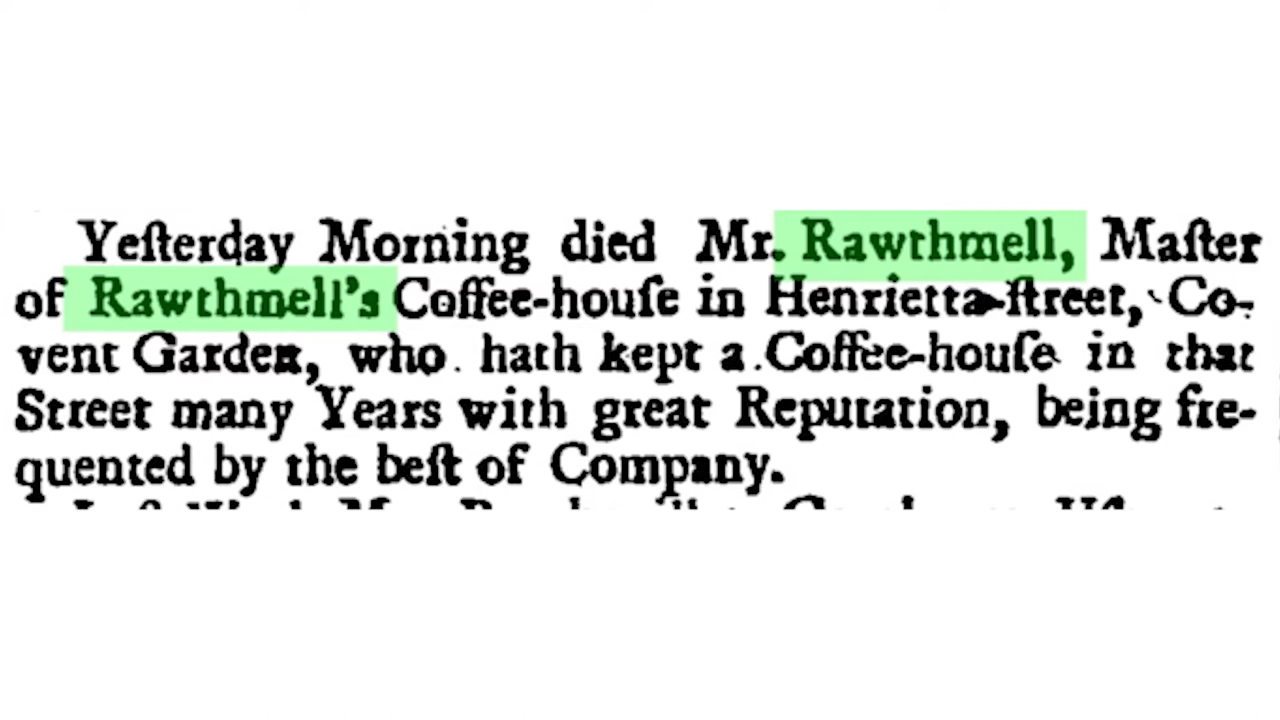 Yeſterday Morning died Mr. Rawthmell, Maſter
of Rawthmell's Coffee-houſe in Henrietta-ſtreet, Co-
vent Garden, who hath kept a Coffee-houſe in that
Street many Years with great Reputation, being fre-
quented by the beſt of Company.